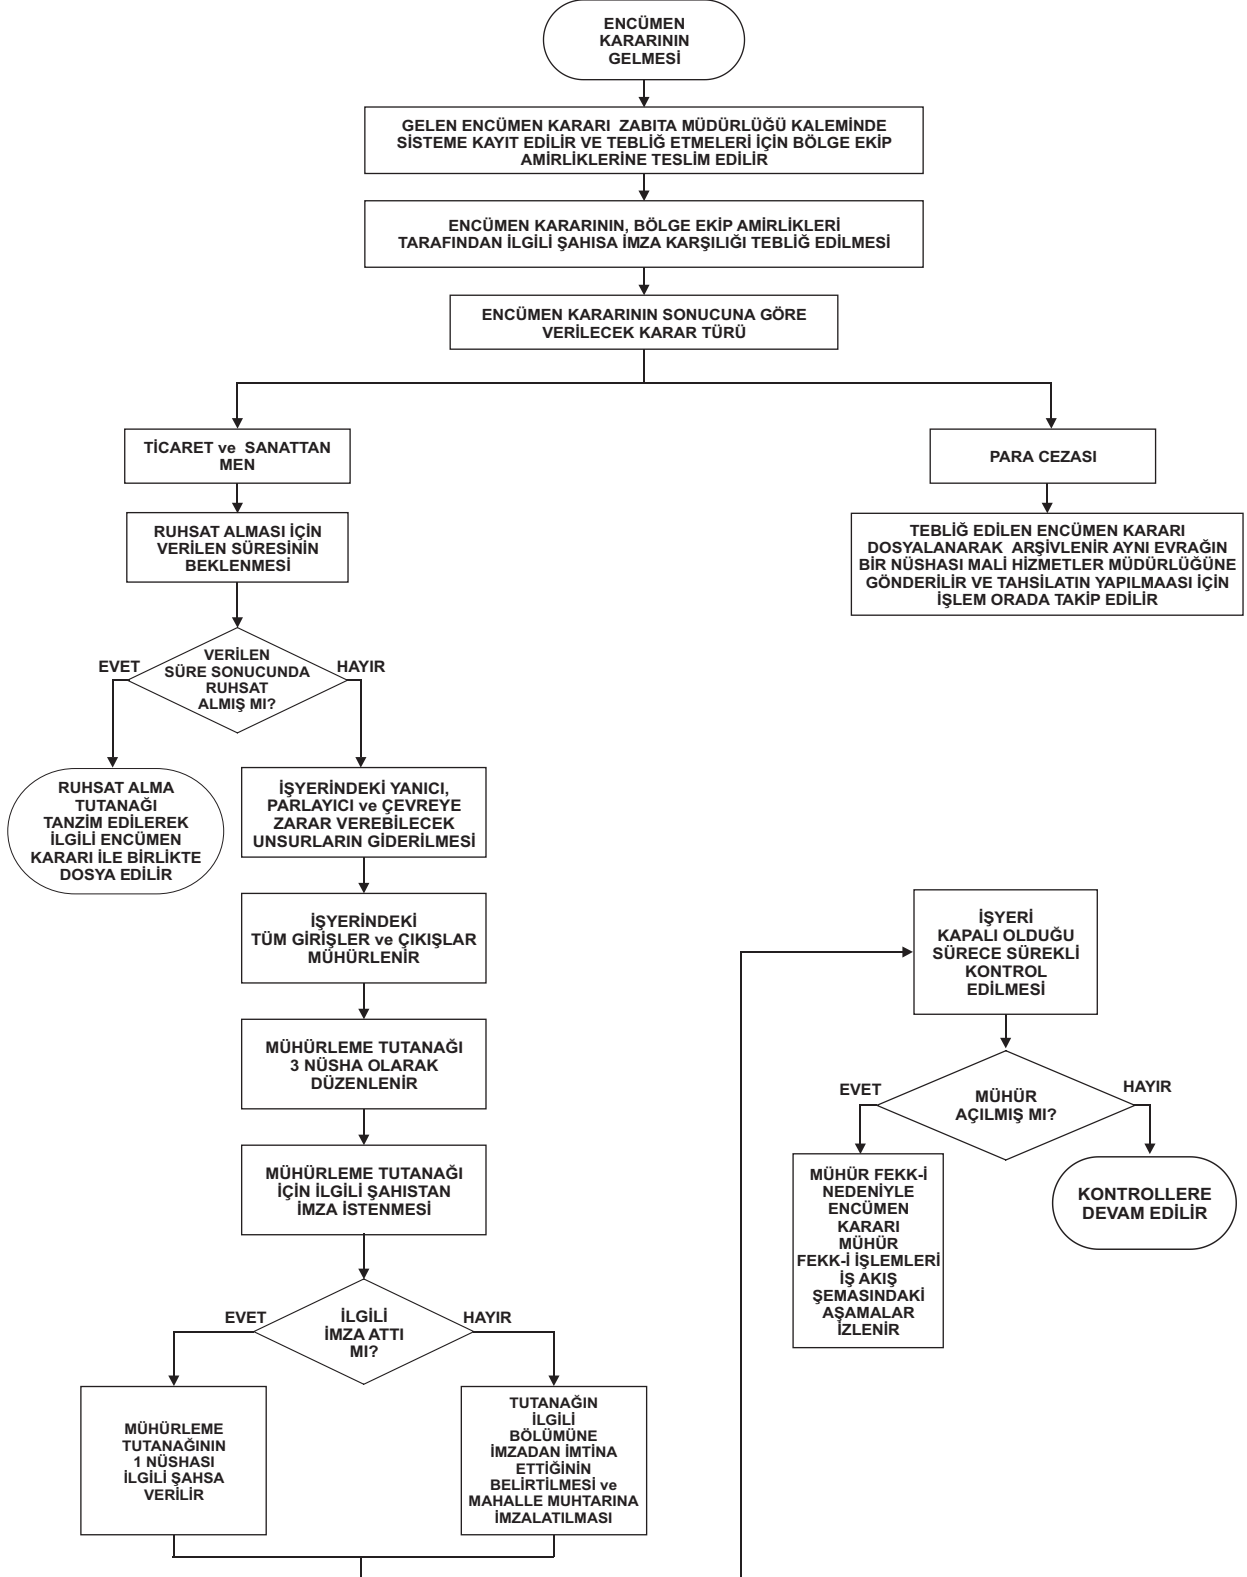 ENCÜMEN
KARARININ
GELMESİ
GELEN ENCÜMEN KARARI ZABITA MÜDÜRLÜĞÜ KALEMİNDE
SİSTEME KAYIT EDİLİR VE TEBLİĞ ETMELERİ İÇİN BÖLGE EKİP
AMİRLİKLERİNE TESLİM EDİLİR
ENCÜMEN KARARININ, BÖLGE EKİP AMİRLİKLERİ
TARAFINDAN İLGİLİ ŞAHISA İMZA KARŞILIĞI TEBLİĞ EDİLMESİ
ENCÜMEN KARARININ SONUCUNA GÖRE
VERİLECEK KARAR TÜRÜ
TİCARET ve SANATTAN
MEN
RUHSAT ALMASI İÇİN
VERİLEN SÜRESİNİN
BEKLENMESİ
VERİLEN
SÜRE SONUCUNDA
RUHSAT
ALMIŞ MI?
EVET
HAYIR
RUHSAT ALMA
TUTANAĞI
TANZİM EDİLEREK
İLGİLİ ENCÜMEN
KARARI İLE BİRLİKTE
DOSYA EDİLİR
İŞYERİNDEKİ YANICI,
PARLAYICI ve ÇEVREYE
ZARAR VEREBİLECEK
UNSURLARIN GİDERİLMESİ
İŞYERİNDEKİ
TÜM GİRİŞLER ve ÇIKIŞLAR
MÜHÜRLENİR
MÜHÜRLEME TUTANAĞI
3 NÜSHA OLARAK
DÜZENLENİR
MÜHÜRLEME TUTANAĞI
İÇİN İLGİLİ ŞAHISTAN
İMZA İSTENMESİ
İLGİLİ
İMZA ATTI
MI?
EVET
HAYIR
MÜHÜRLEME
TUTANAĞININ
1 NÜSHASI
İLGİLİ ŞAHSA
VERİLİR
TUTANAĞIN
İLGİLİ
BÖLÜMÜNE
İMZADAN İMTİNA
ETTİĞİNİN
BELİRTİLMESİ ve
MAHALLE MUHTARINA
İMZALATILMASI
PARA CEZASI
TEBLİĞ EDİLEN ENCÜMEN KARARI
DOSYALANARAK ARŞİVLENİR AYNI EVRAĞIN
BİR NÜSHASI MALİ HİZMETLER MÜDÜRLÜĞÜNE
GÖNDERİLİR VE TAHSİLATIN YAPILMAASI İÇİN
İŞLEM ORADA TAKİP EDİLİR
İŞYERİ
KAPALI OLDUĞU
SÜRECE SÜREKLİ
KONTROL
EDİLMESİ
MÜHÜR
AÇILMIŞ MI?
EVET
HAYIR
MÜHÜR FEKK-İ
NEDENİYLE
ENCÜMEN
KARARI
MÜHÜR
FEKK-İ İŞLEMLERİ
İŞ AKIŞ
ŞEMASINDAKİ
AŞAMALAR
İZLENİR
KONTROLLERE
DEVAM EDİLİR